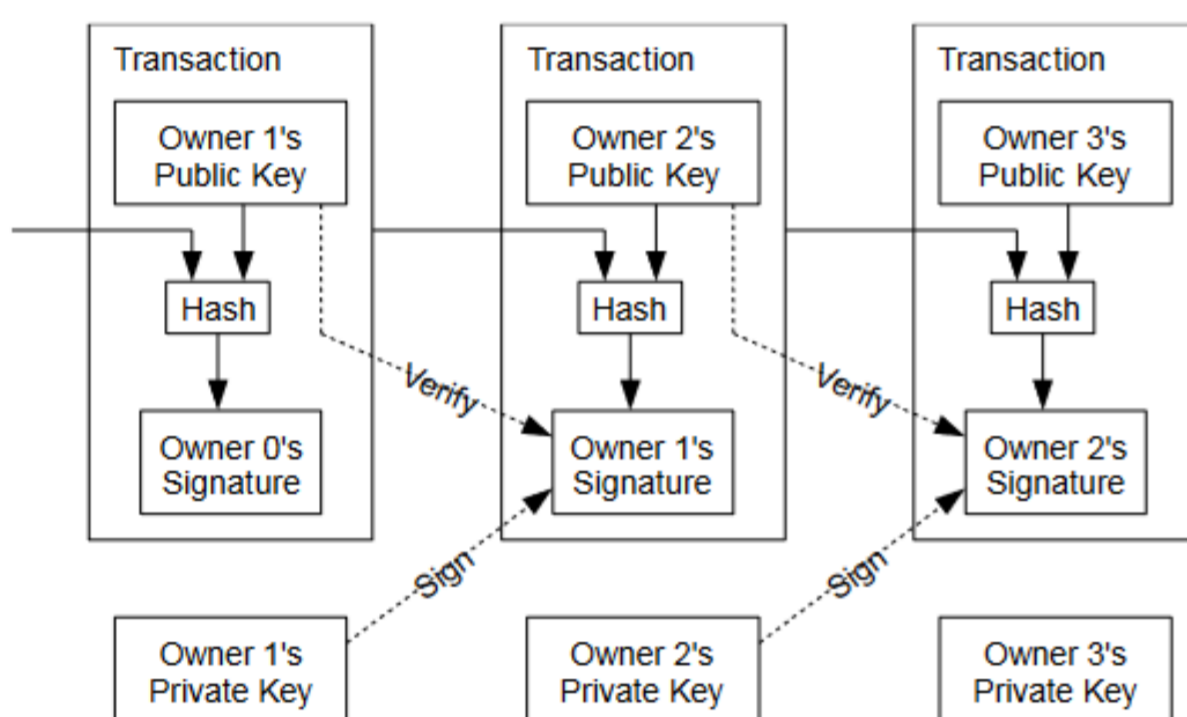 Transaction
Owner 1's
Public Key
Hash
Verify
Owner 0's
Signature
Transaction
Owner 2's
Public Key
Hash
Verify
Owner 1's
Signature
Transaction
Owner 3's
Public Key
Hash
Owner 2's
Signature
Sign
Sign
Owner 1's
Private Key
Owner 2's
Private Key
Owner 3's
Private Key